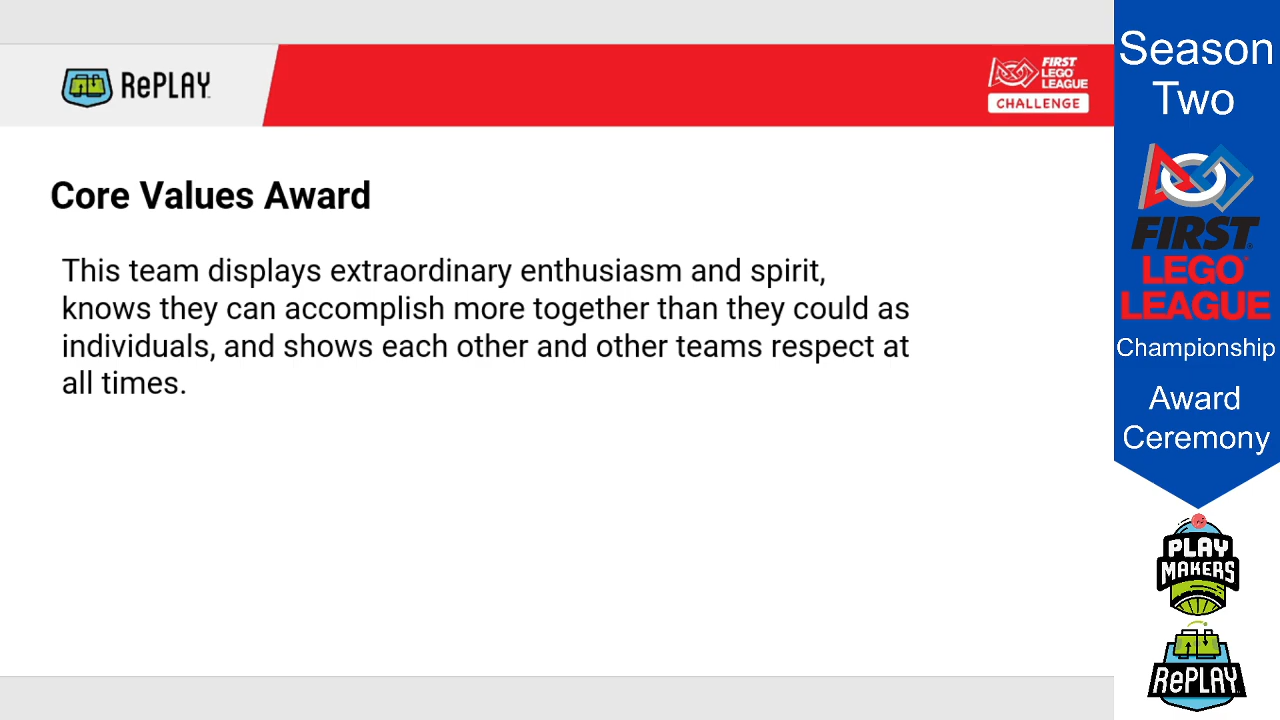 RePLAY
FIRST
LEGO
LEAGUE
CHALLENGE
Core Values Award
This team displays extraordinary enthusiasm and spirit,
knows they can accomplish more together than they could as
individuals, and shows each other and other teams respect at
all times.
Season
Two
FIRST
LEGO
LEAGUE
Championship
Award
Ceremony
PLAY
MAKERS
RePLAY